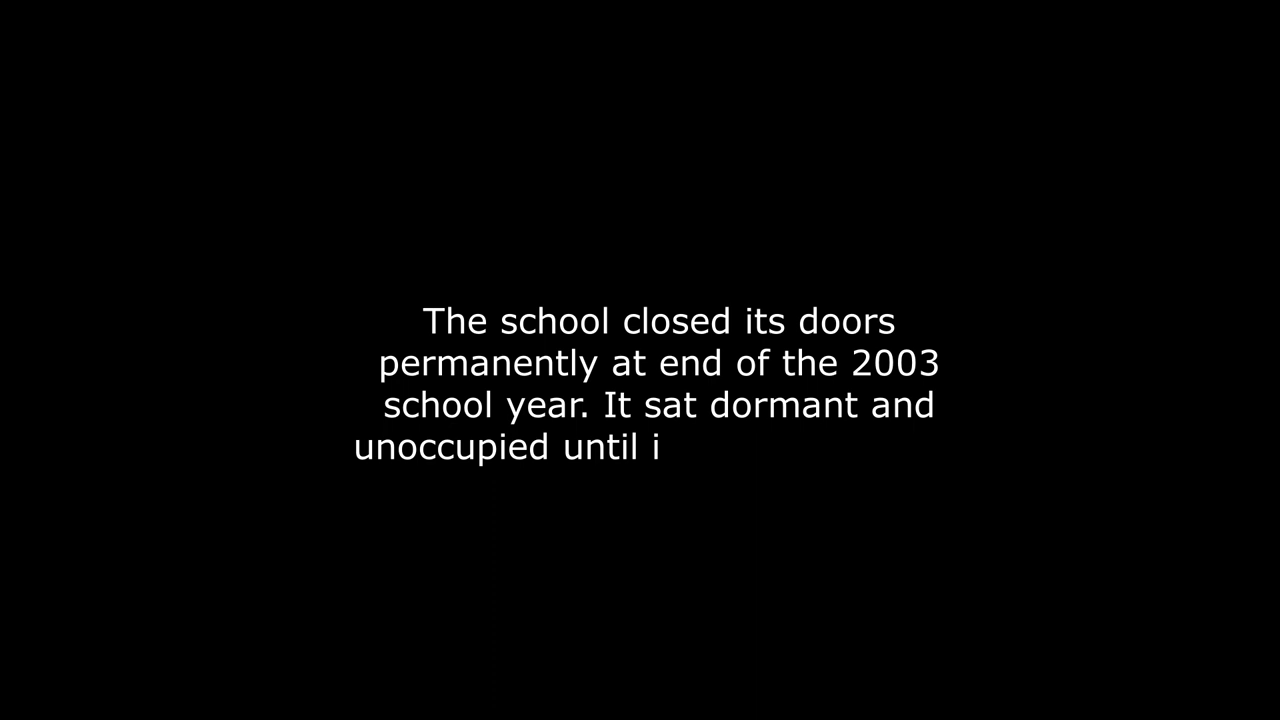 The school closed its doors
permanently at end of the 2003
school year. It sat dormant and
unoccupied until i